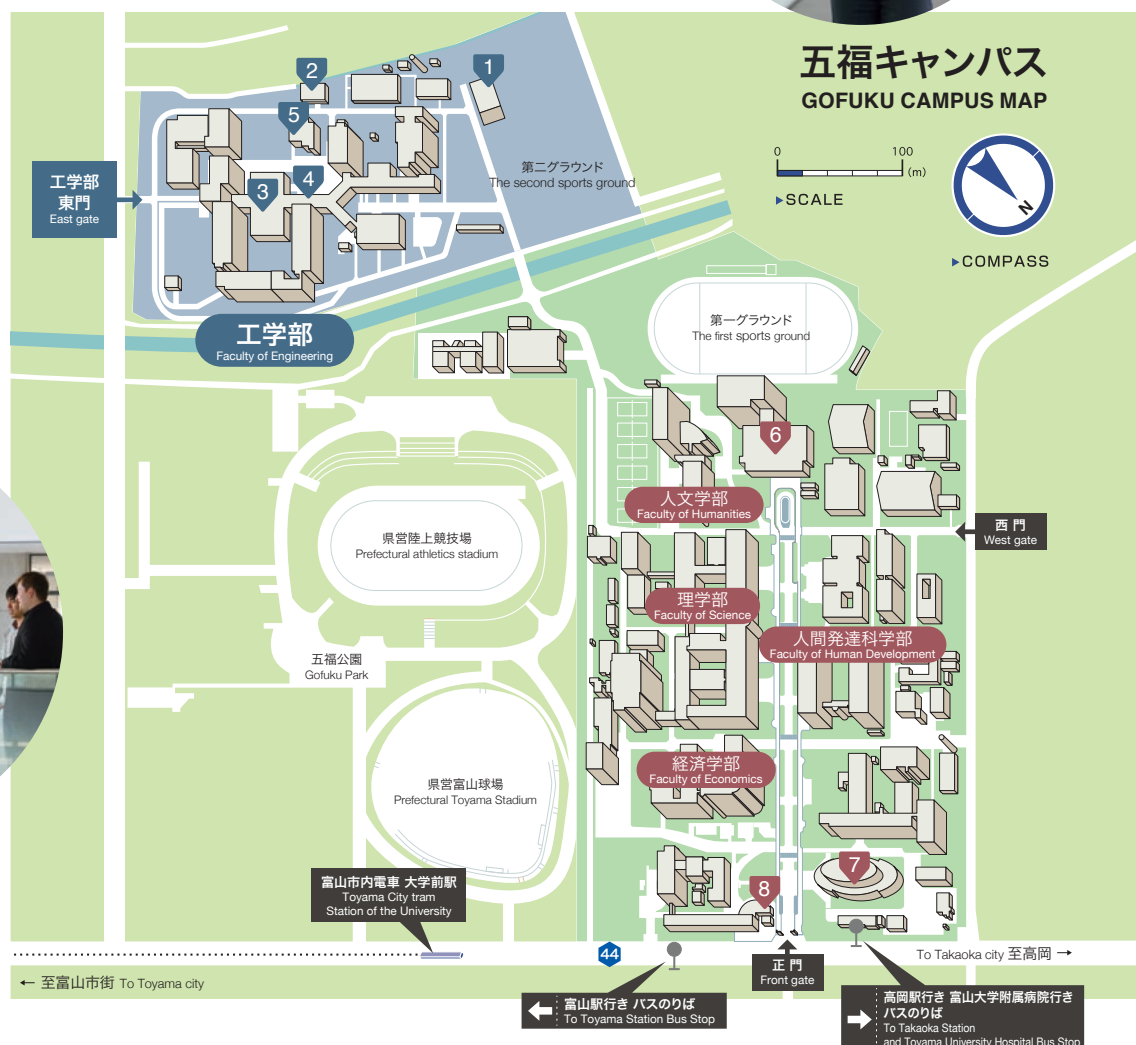 五福キャンパス
GOFUKU CAMPUS MAP
0 100
(m)
SCALE
N
COMPASS
1
2
5
4
3
第二グラウンド
The second sports ground
工学部
東門
East gate
工学部
Faculty of Engineering
第一グラウンド
The first sports ground
6
人文学部
Faculty of Humanities
西 門
West gate
県営陸上競技場
Prefectural athletics stadium
理学部
Faculty of Science
人間発達科学部
Faculty of Human Development
五福公園
Gofuku Park
経済学部
Faculty of Economics
県営富山球場
Prefectural Toyama Stadium
7
8
富山市内電車 大学前駅
Toyama City tram
Station of the University
44
To Takaoka city 至高岡 →
← 至富山市街 To Toyama city
正 門
Front gate
富山駅行き バスのりば
To Toyama Station Bus Stop
高岡駅行き 富山大学附属病院行き
バスのりば
To Takaoka Station
and Toyama University Hospital Bus Stop